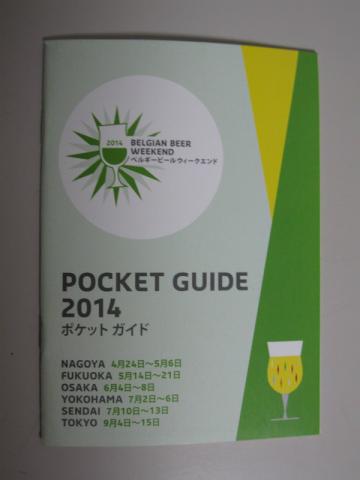 2014
BELGIAN BEER
WEEKEND
ベルギービールウィークエンド
POCKET GUIDE
2014
ポケット ガイド
NAGOYA 4月24日～5月6日
FUKUOKA 5月14日～21日
OSAKA 6月4日～8日
YOKOHAMA 7月2日～6日
SENDAI 7月10日～13日
TOKYO 9月4日～15日